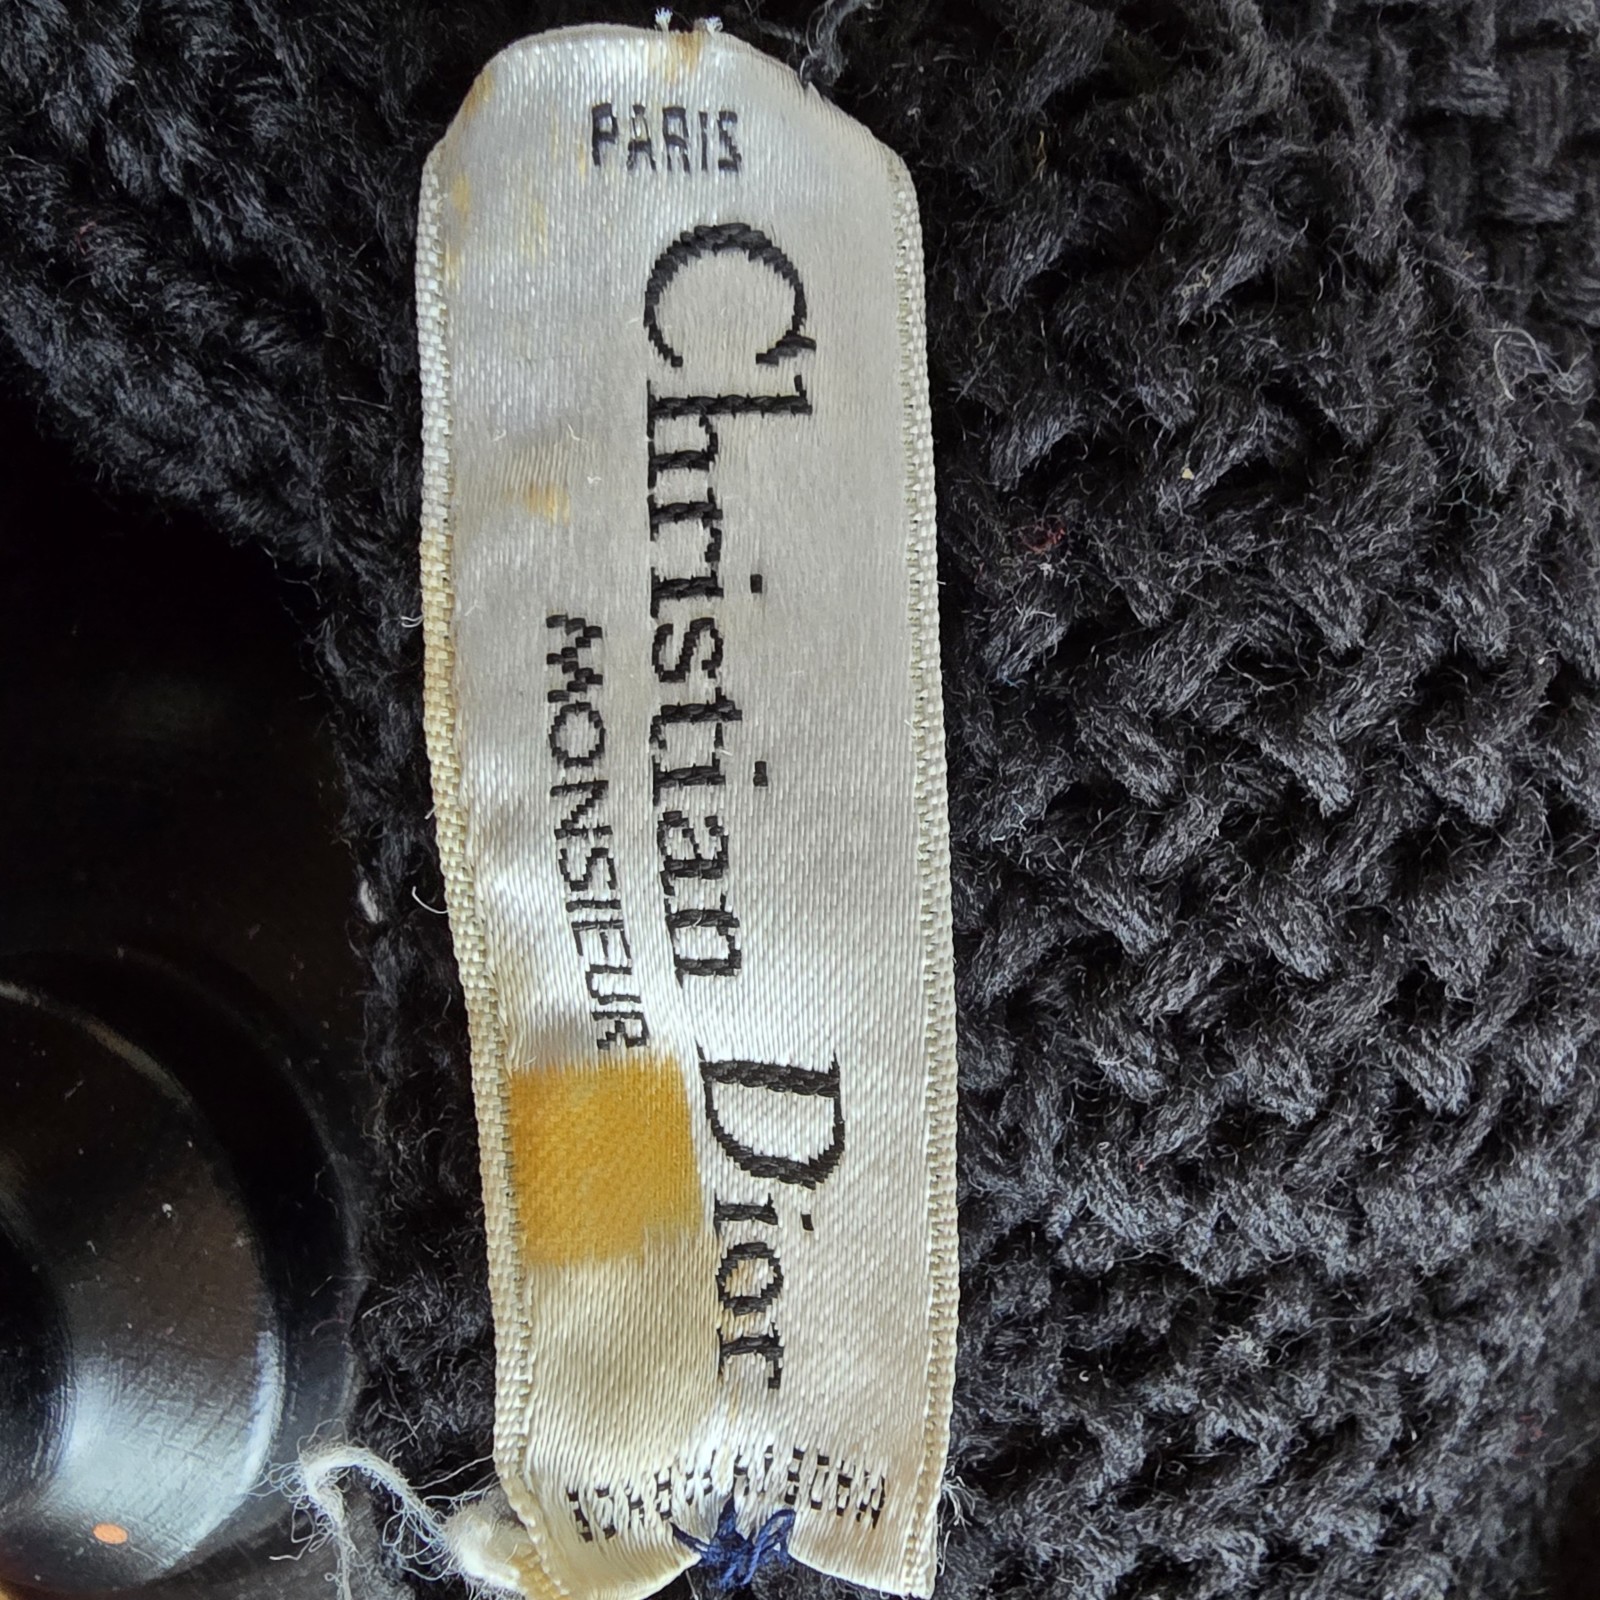 PARIS
Christian Dior
MONSIEUR